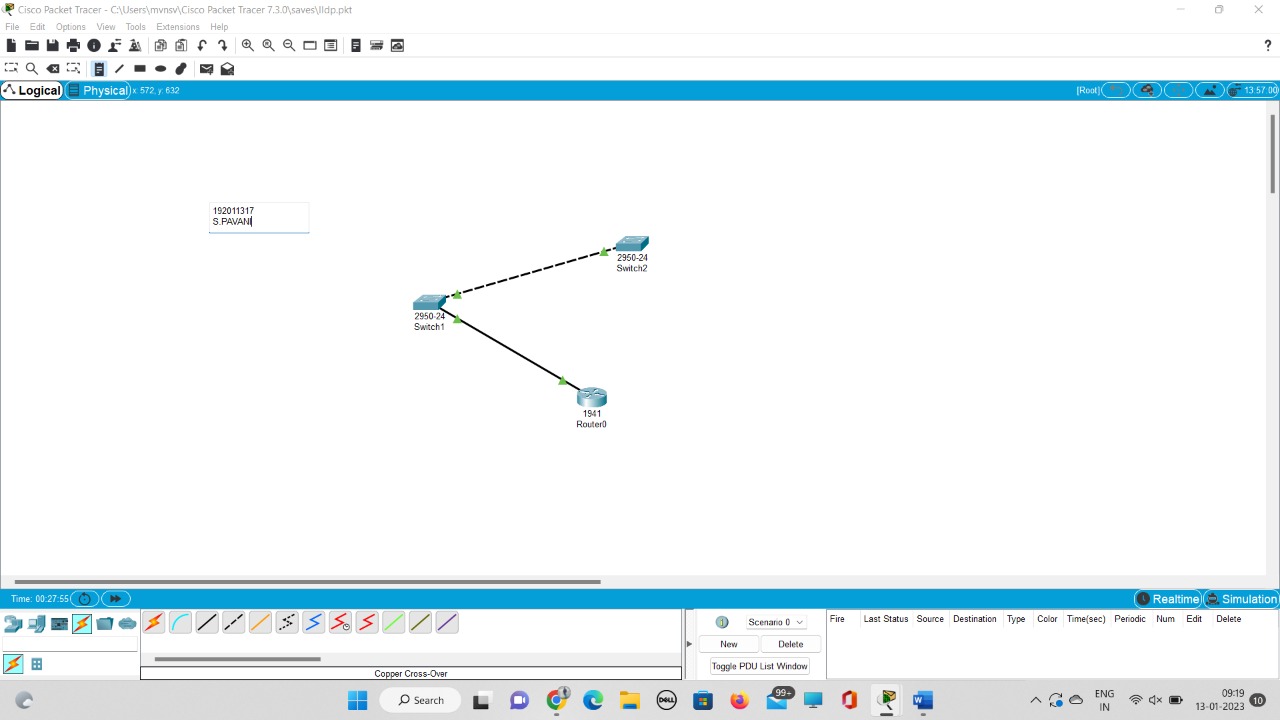 Cisco Packet Tracer - C:\Users\mvnsv\Cisco Packet Tracer 7.3.0\saves\lldp.pkt
File Edit Options View Tools Extensions Help
?
Logical Physical x: 572, y: 632 [Root] 13:57:00
192011317
S.PAVANI
2950-24
Switch2
2950-24
Switch1
1941
Router0
Time: 00:27:55 Realtime Simulation
Scenario 0 Fire Last Status Source Destination Type Color Time(sec) Periodic Num Edit Delete
New Delete
Toggle PDU List Window
Copper Cross-Over
Search DELL 99+ ENG IN 09:19 13-01-2023 10